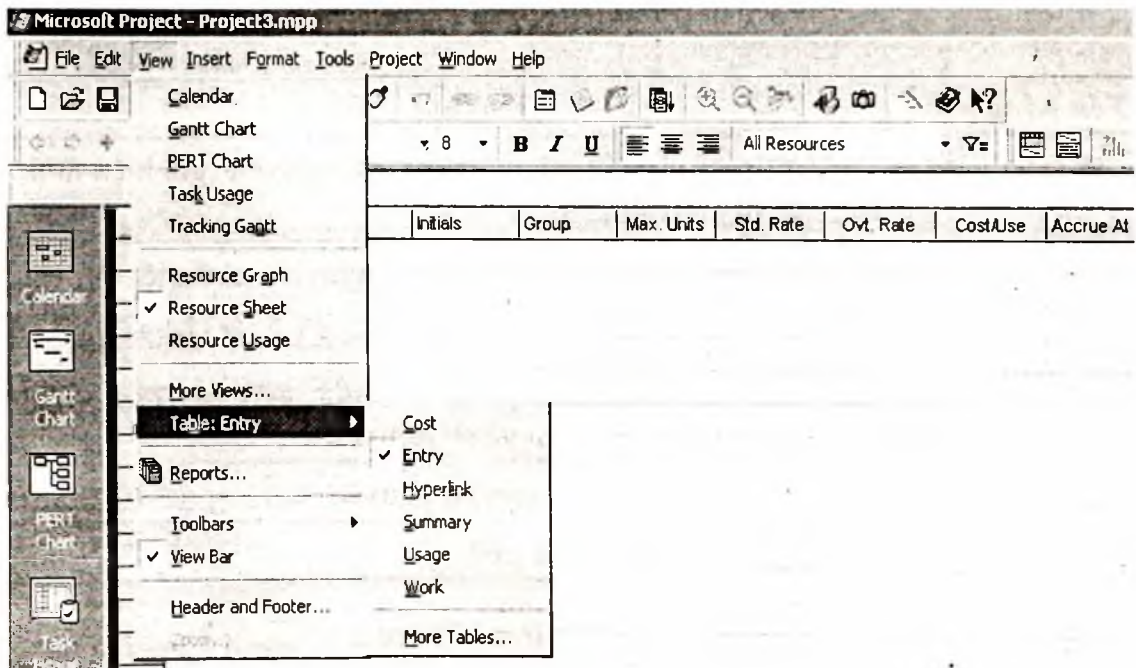 Microsoft Project - Project3.mpp
File Edit View Insert Format Tools Project Window Help
8 B I U All Resources
Initials Group Max. Units Std. Rate Ovt. Rate Cost/Use Accrue At
Calendar
Gantt Chart
PERT Chart
Task Usage
Tracking Gantt
Resource Graph
Resource Sheet
Resource Usage
More Views...
Table: Entry
Reports...
Toolbars
View Bar
Header and Footer...
Zoom...
Cost
Entry
Hyperlink
Summary
Usage
Work
More Tables...
Calendar
Gantt
Chart
PERT
Chart
Task